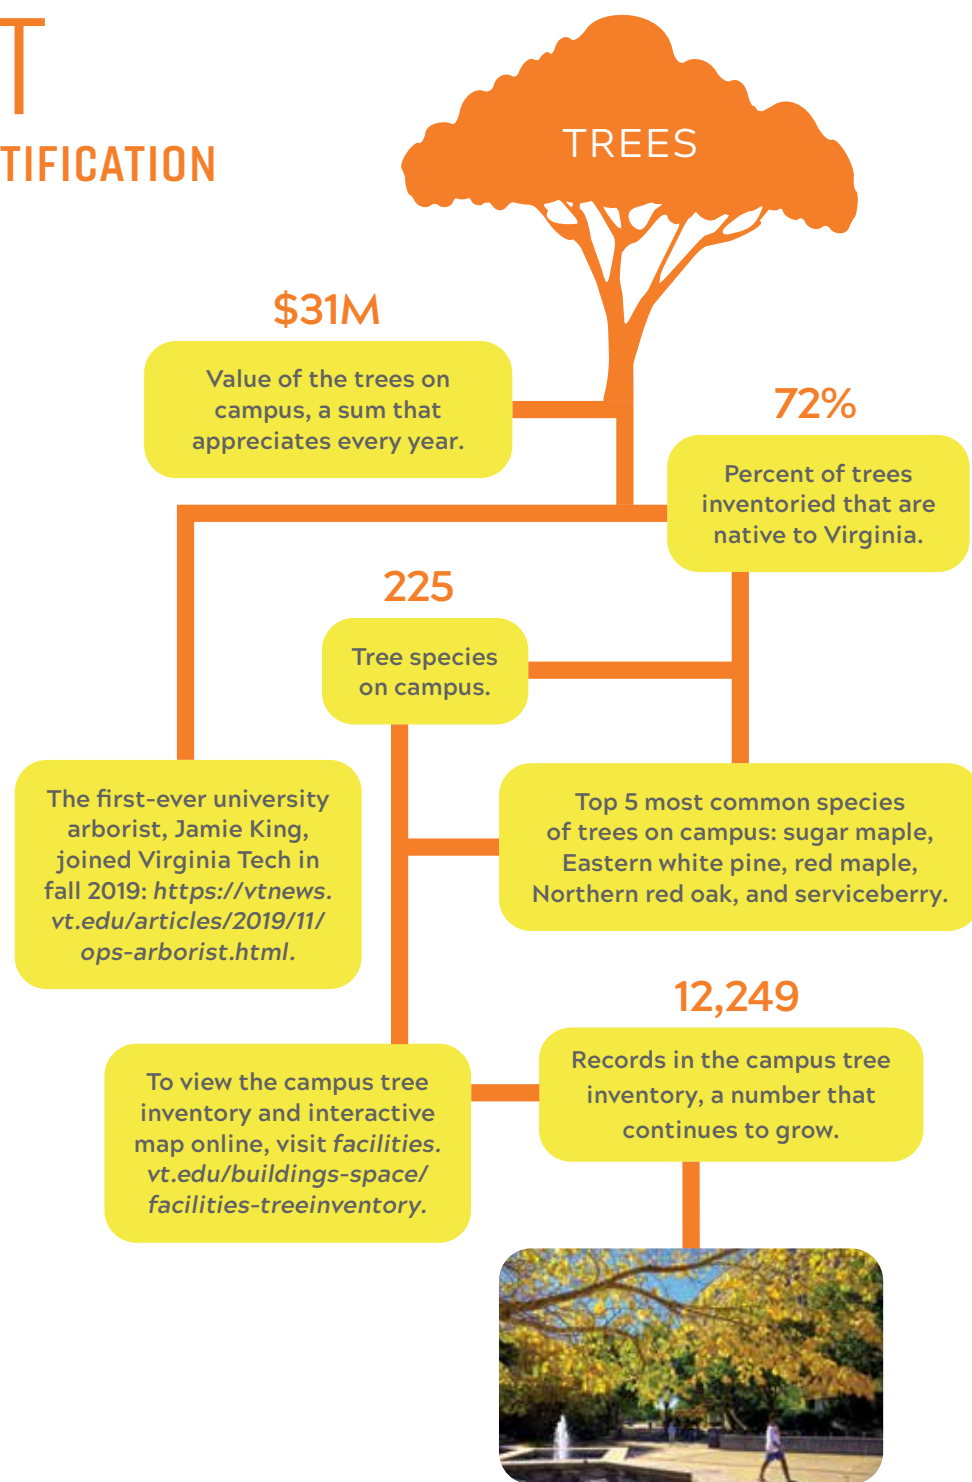 T
TIFICATION
TREES
$31M
Value of the trees on
campus, a sum that
appreciates every year.
72%
Percent of trees
inventoried that are
native to Virginia.
225
Tree species
on campus.
The first-ever university
arborist, Jamie King,
joined Virginia Tech in
fall 2019: https://vtnews.
vt.edu/articles/2019/11/
ops-arborist.html.
Top 5 most common species
of trees on campus: sugar maple,
Eastern white pine, red maple,
Northern red oak, and serviceberry.
12,249
Records in the campus tree
inventory, a number that
continues to grow.
To view the campus tree
inventory and interactive
map online, visit facilities.
vt.edu/buildings-space/
facilities-treeinventory.